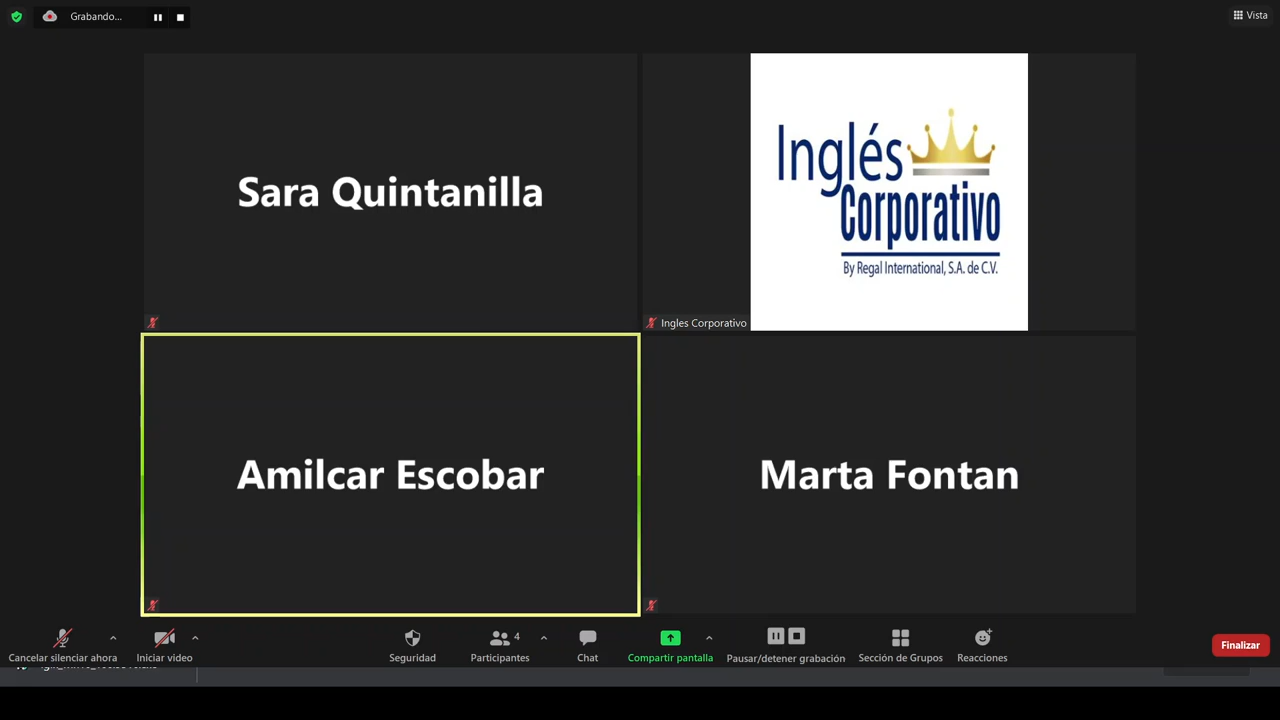 Grabando...
Vista
Sara Quintanilla
Inglés
Corporativo
By Regal International, S.A. de C.V.
Ingles Corporativo
Amilcar Escobar
Marta Fontan
4
Cancelar silenciar ahora
Iniciar video
Seguridad
Participantes
Chat
Compartir pantalla
Pausar/detener grabación
Sección de Grupos
Reacciones
Finalizar